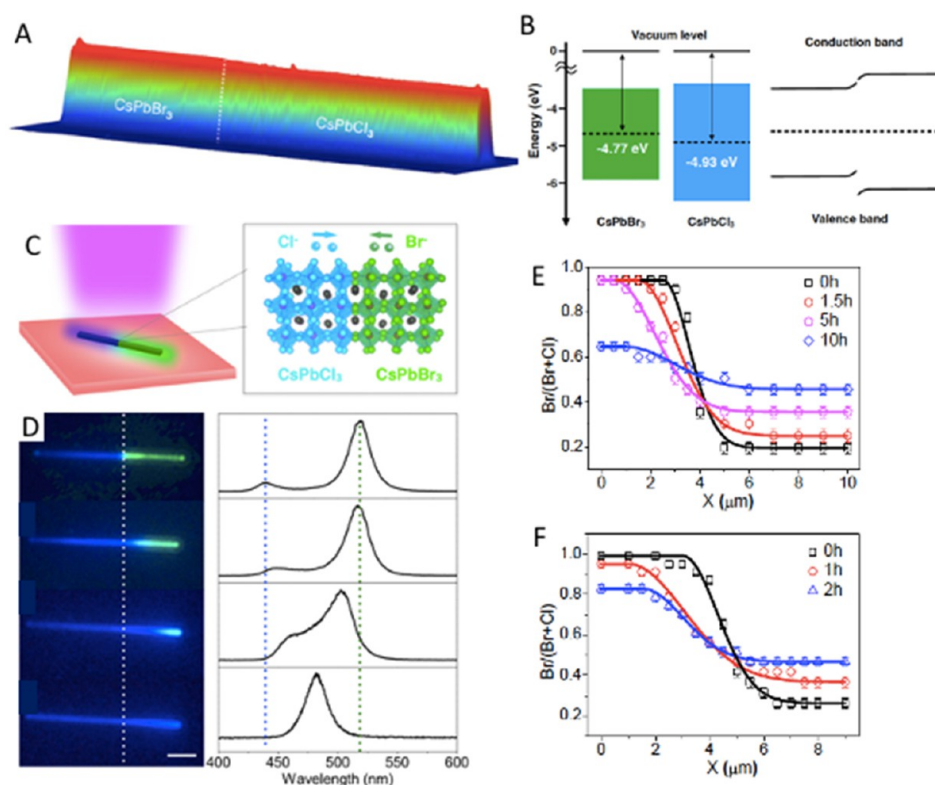 A
CsPbBr₃
CsPbCl₃
B
Vacuum level
Conduction band
0
-4
-5
-6
Energy (eV)
-4.77 eV
-4.93 eV
CsPbBr₃
CsPbCl₃
Valence band
C
Cl⁻
Br⁻
CsPbCl₃
CsPbBr₃
D
400 450 500 550 600
Wavelength (nm)
E
Br/(Br+Cl)
1.0
0.8
0.6
0.4
0.2
0h
1.5h
5h
10h
0 2 4 6 8 10
X (μm)
F
Br/(Br+Cl)
1.0
0.8
0.6
0.4
0.2
0h
1h
2h
0 2 4 6 8
X (μm)